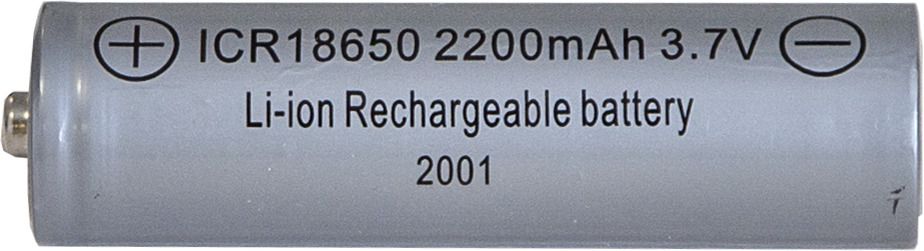 ⊕ ICR18650 2200mAh 3.7V ⊖
Li-ion Rechargeable battery
2001